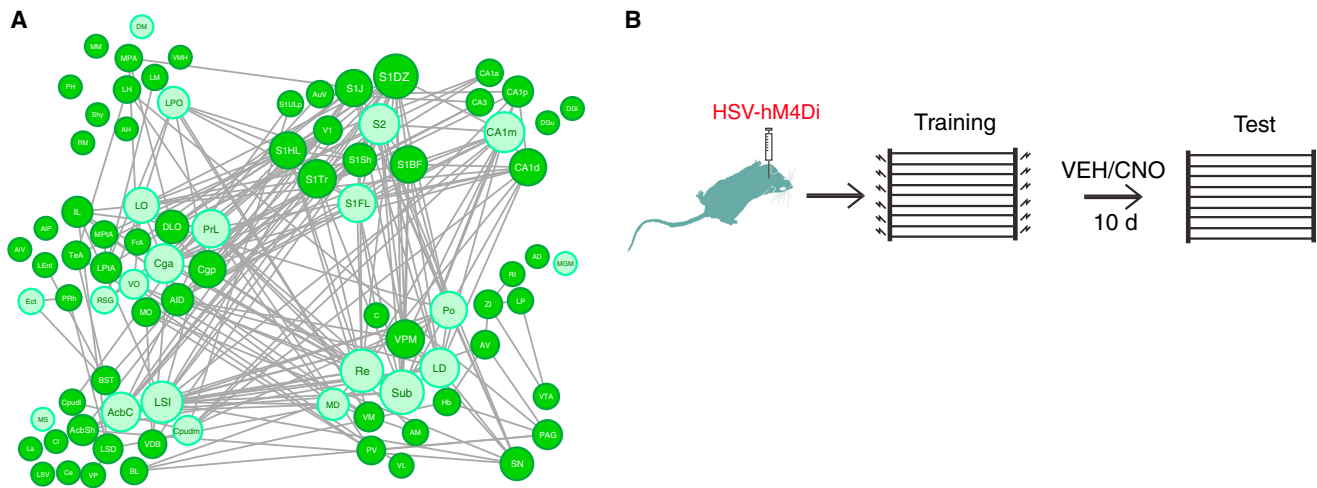 A
B
DM
MM
MPA
VMH
LM
PH
LH
LPO
Shy
AH
RM
S1DZ
S1J
AuV
S1ULp
S2
V1
S1HL
S1Sh
S1BF
S1Tr
S1FL
CA1a
CA1p
CA3
DGl
DGu
CA1m
CA1d
LO
IL
DLO
PrL
AIP
MPtA
FrA
AIV
TeA
LEnt
LPtA
Cga
Cgp
VO
Ect
PRh
RSG
AID
MO
AD
MGM
Rt
ZI
LP
Po
C
VPM
AV
Re
LD
Sub
MD
Hb
VTA
VM
AM
PAG
PV
VL
SN
BST
Cpudl
LSI
AcbC
MS
AcbSh
Cpudm
Cl
La
LSD
VDB
LSV
Ce
VP
BL
HSV-hM4Di
Training
Test
VEH/CNO
10 d